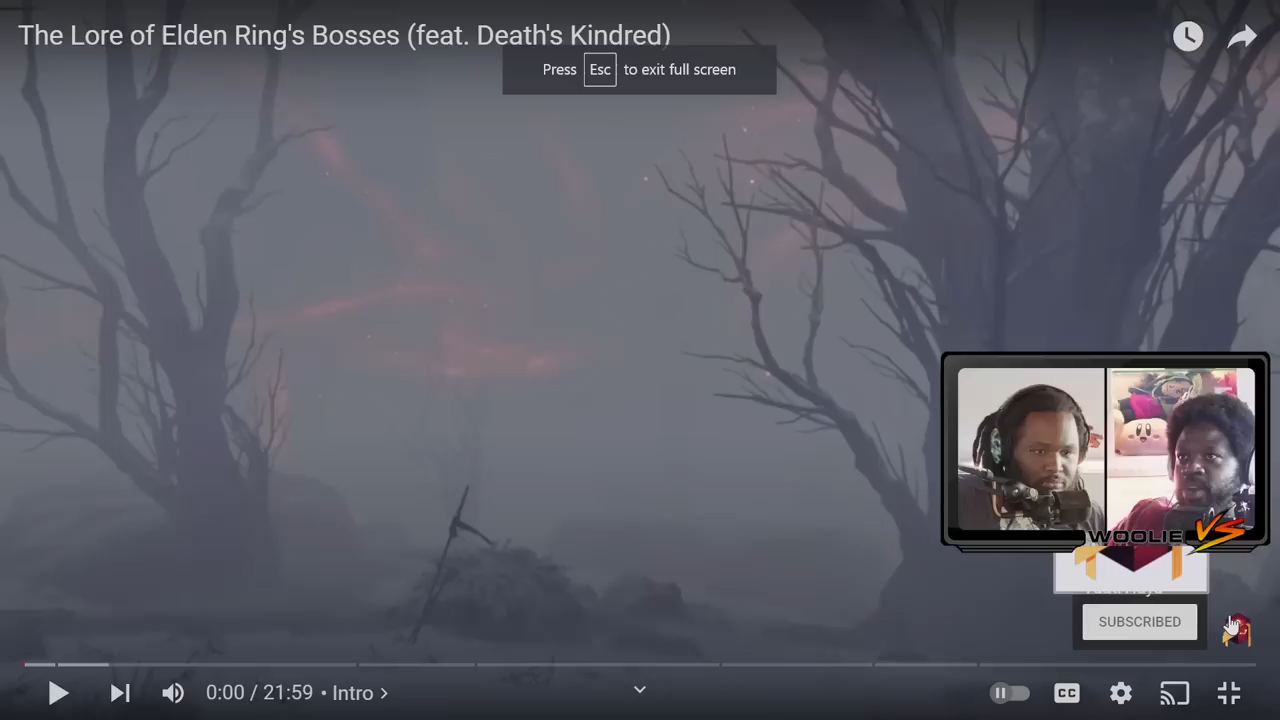 The Lore of Elden Ring's Bosses (feat. Death's Kindred)
Press Esc to exit full screen
WOOLIE VS
SUBSCRIBED
0:00 / 21:59 • Intro
CC